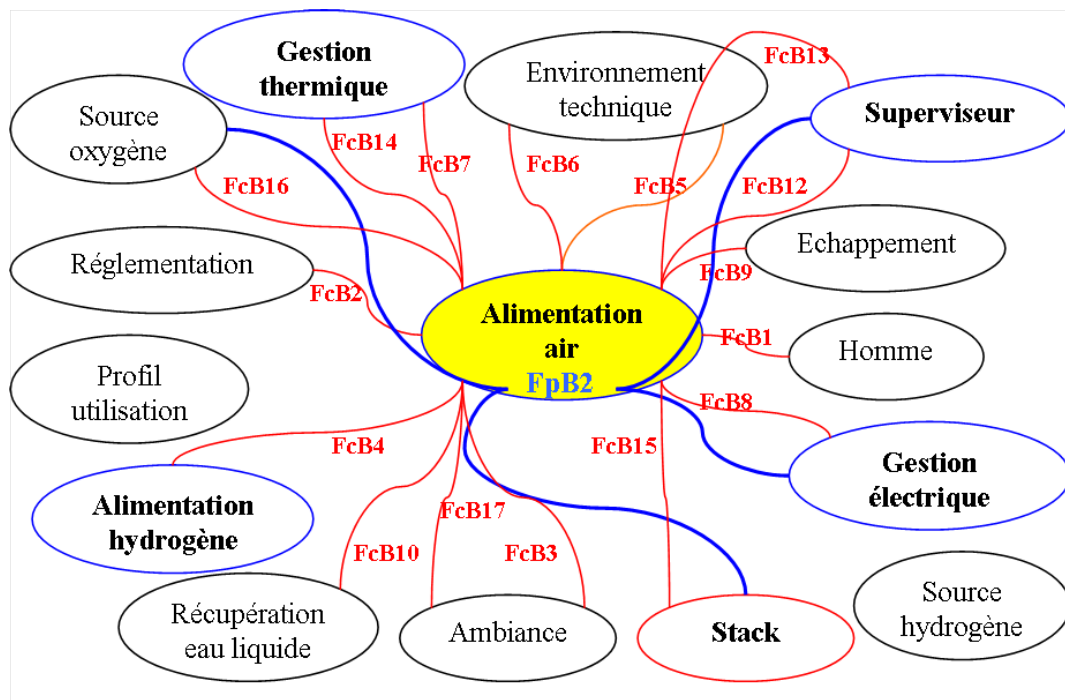 Gestion
thermique
Environnement
technique
FcB13
Superviseur
Source
oxygène
FcB14
FcB7
FcB6
FcB5
FcB12
FcB16
Echappement
Réglementation
FcB2
FcB9
Alimentation
air
FpB2
FcB1
Homme
Profil
utilisation
FcB8
FcB4
FcB15
Gestion
électrique
Alimentation
hydrogène
FcB17
FcB10
FcB3
Source
hydrogène
Récupération
eau liquide
Ambiance
Stack